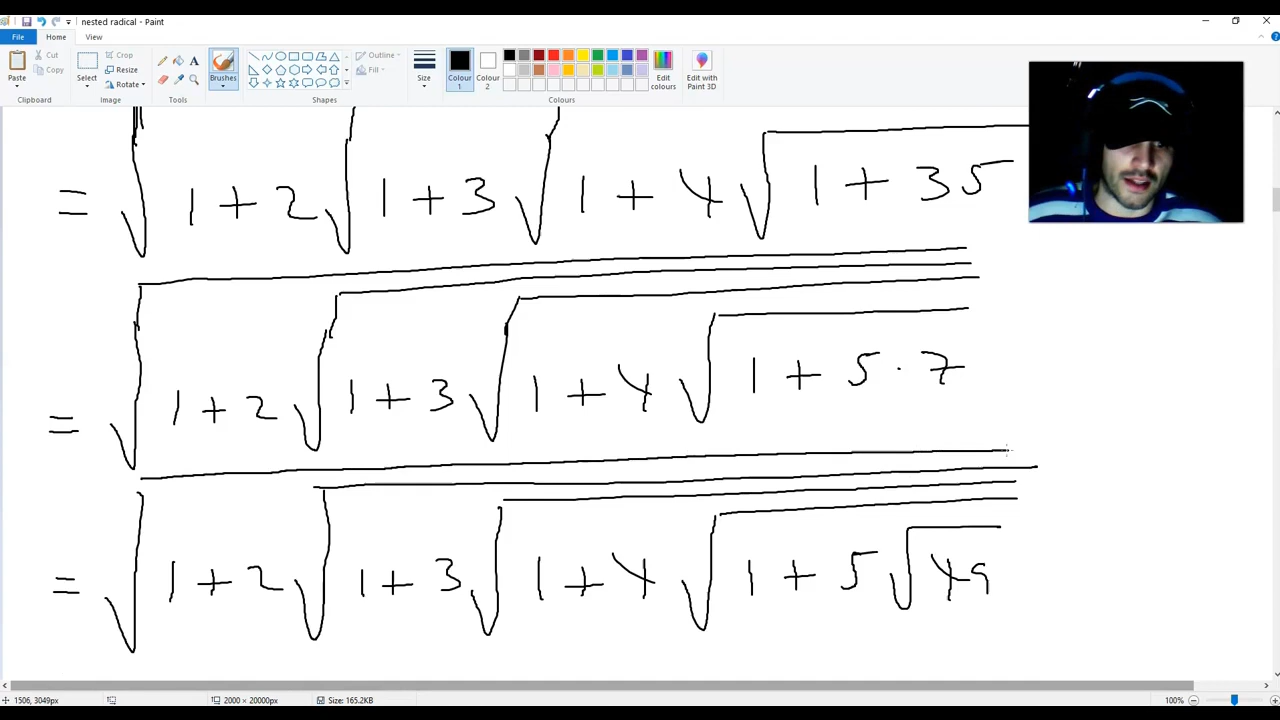 nested radical - Paint
File Home View
Cut Crop Outline
Copy Resize Fill
Paste Select Rotate Brushes Size Colour 1 Colour 2 Edit colours Edit with Paint 3D
Clipboard Image Tools Shapes Colours
= √1 + 2√1 + 3√1 + 4√1 + 35
= √1 + 2√1 + 3√1 + 4√1 + 5 · 7
= √1 + 2√1 + 3√1 + 4√1 + 5√49
1506, 3049px 2000 × 20000px Size: 165.2KB 100%